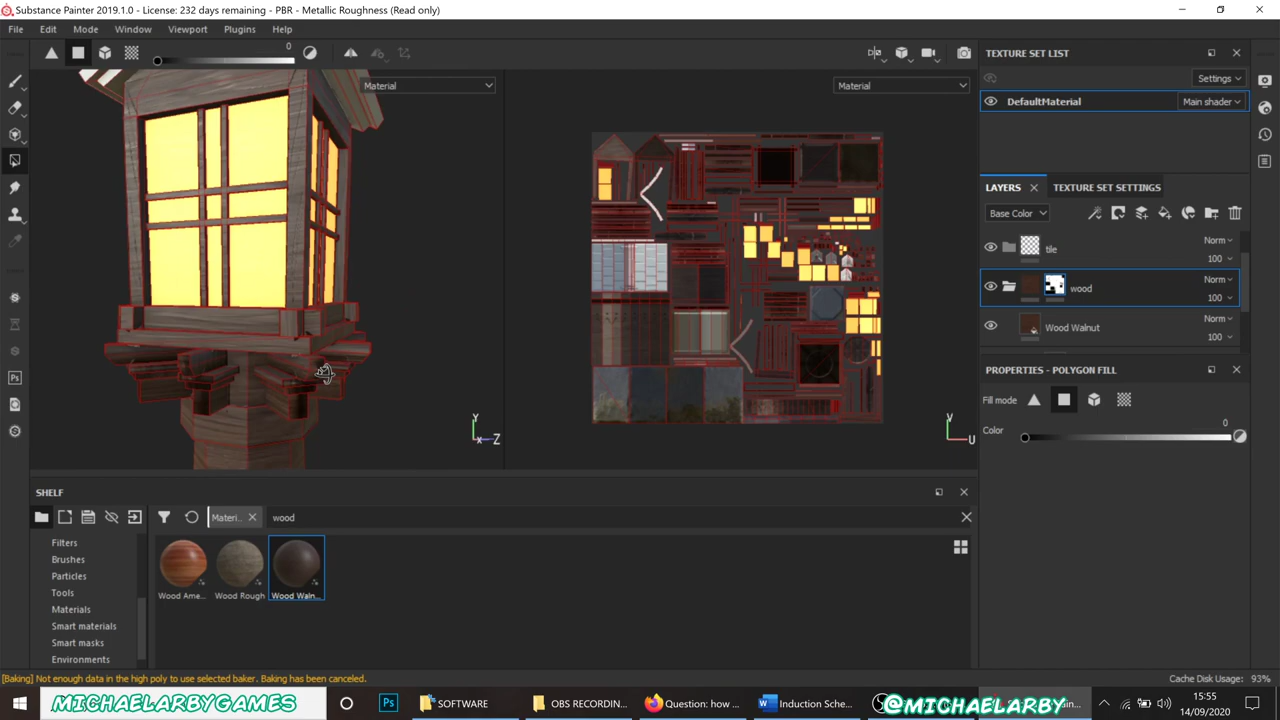 Substance Painter 2019.1.0 - License: 232 days remaining - PBR - Metallic Roughness (Read only)
File Edit Mode Window Viewport Plugins Help
0
Material
Material
TEXTURE SET LIST
Settings
DefaultMaterial
Main shader
LAYERS
TEXTURE SET SETTINGS
Base Color
tile
Norm
100
wood
Norm
100
Wood Walnut
Norm
100
PROPERTIES - POLYGON FILL
Fill mode
Color
0
Y
X Z
V
U
SHELF
Materi...
wood
Filters
Brushes
Particles
Tools
Materials
Smart materials
Smart masks
Environments
Wood Ame...
Wood Rough
Wood Waln...
[Baking] Not enough data in the high poly to use selected baker. Baking has been canceled.
Cache Disk Usage: 93%
MICHAELARBYGAMES
Ps
SOFTWARE
OBS RECORDIN...
Question: how ...
Induction Sche...
@MICHAELARBY
15:55
14/09/2020